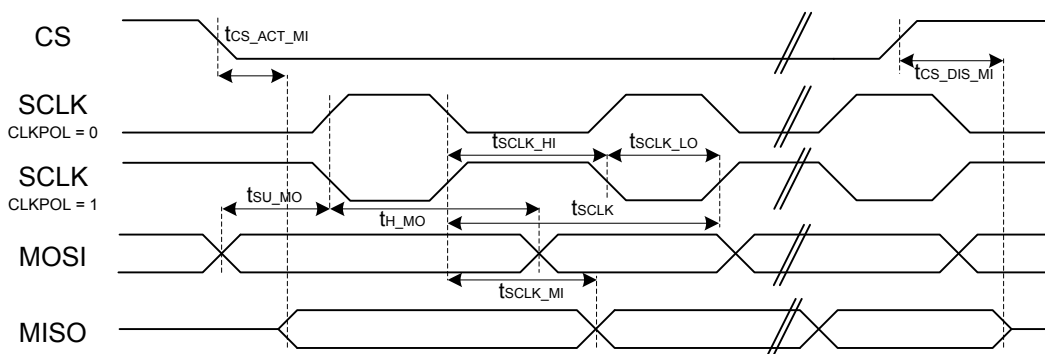 CS
tCS_ACT_MI
tCS_DIS_MI
SCLK
CLKPOL = 0
tSCLK_HI
tSCLK_LO
SCLK
CLKPOL = 1
tSU_MO
tH_MO
tSCLK
MOSI
tSCLK_MI
MISO